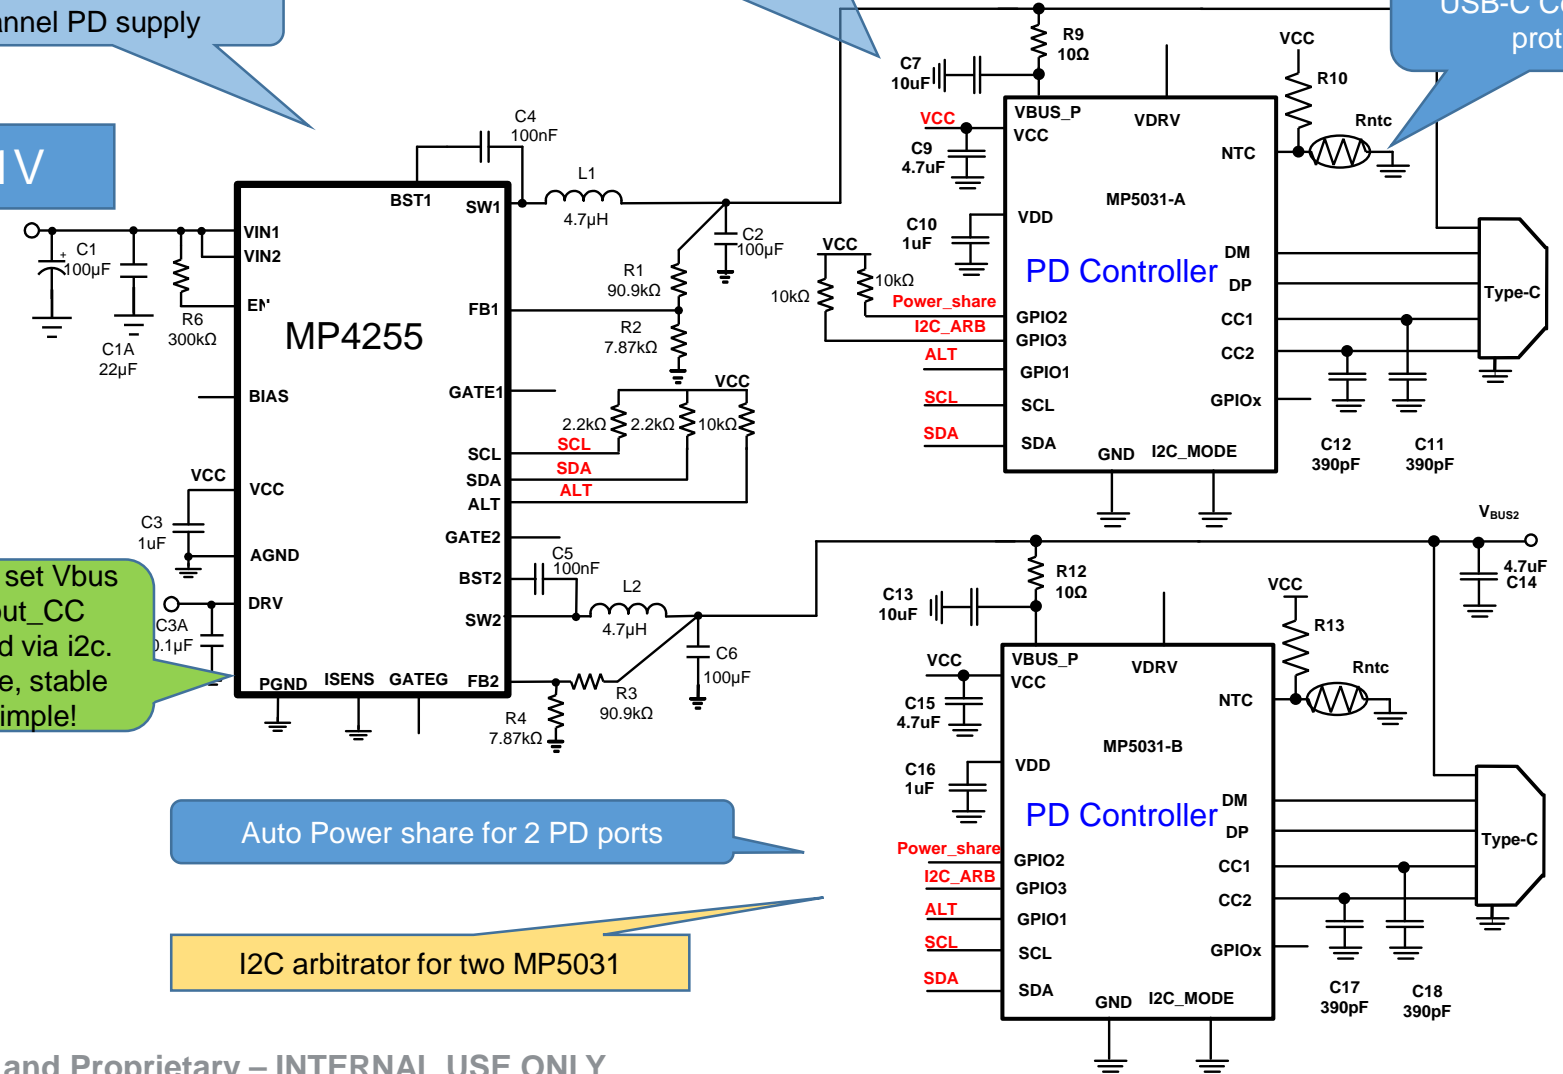 PD supply
USB-C
V
MP4255
BST1
SW1
VIN1
VIN2
FB1
BIAS
GATE1
SCL
SDA
ALT
VCC
GATE2
AGND
BST2
DRV
SW2
PGND
ISENS
GATEG
FB2
C1
100µF
C1A
22µF
R6
300kΩ
C4
100nF
L1
4.7µH
C2
100µF
R1
90.9kΩ
R2
7.87kΩ
VCC
2.2kΩ
2.2kΩ
10kΩ
SCL
SDA
ALT
VCC
C3
1uF
C3A
C5
100nF
L2
4.7µH
C6
100µF
R3
90.9kΩ
R4
7.87kΩ
set Vbus
via i2c.
stable
R9
10Ω
C7
10uF
VCC
C9
4.7uF
C10
1uF
VCC
10kΩ
10kΩ
Power_share
I2C_ARB
ALT
SCL
SDA
VBUS_P
VCC
VDRV
NTC
MP5031-A
VDD
PD Controller
DM
DP
CC1
CC2
GPIO2
GPIO3
GPIO1
SCL
SDA
GPIOx
GND
I2C_MODE
VCC
R10
Rntc
Type-C
C12
390pF
C11
390pF
VBUS2
4.7uF
C14
R12
10Ω
C13
10uF
VCC
C15
4.7uF
C16
1uF
Power_share
I2C_ARB
ALT
SCL
SDA
VBUS_P
VCC
VDRV
NTC
MP5031-B
VDD
PD Controller
DM
DP
CC1
CC2
GPIO2
GPIO3
GPIO1
SCL
SDA
GPIOx
GND
I2C_MODE
VCC
R13
Rntc
Type-C
C17
390pF
C18
390pF
Auto Power share for 2 PD ports
I2C arbitrator for two MP5031
and Proprietary – INTERNAL USE ONLY